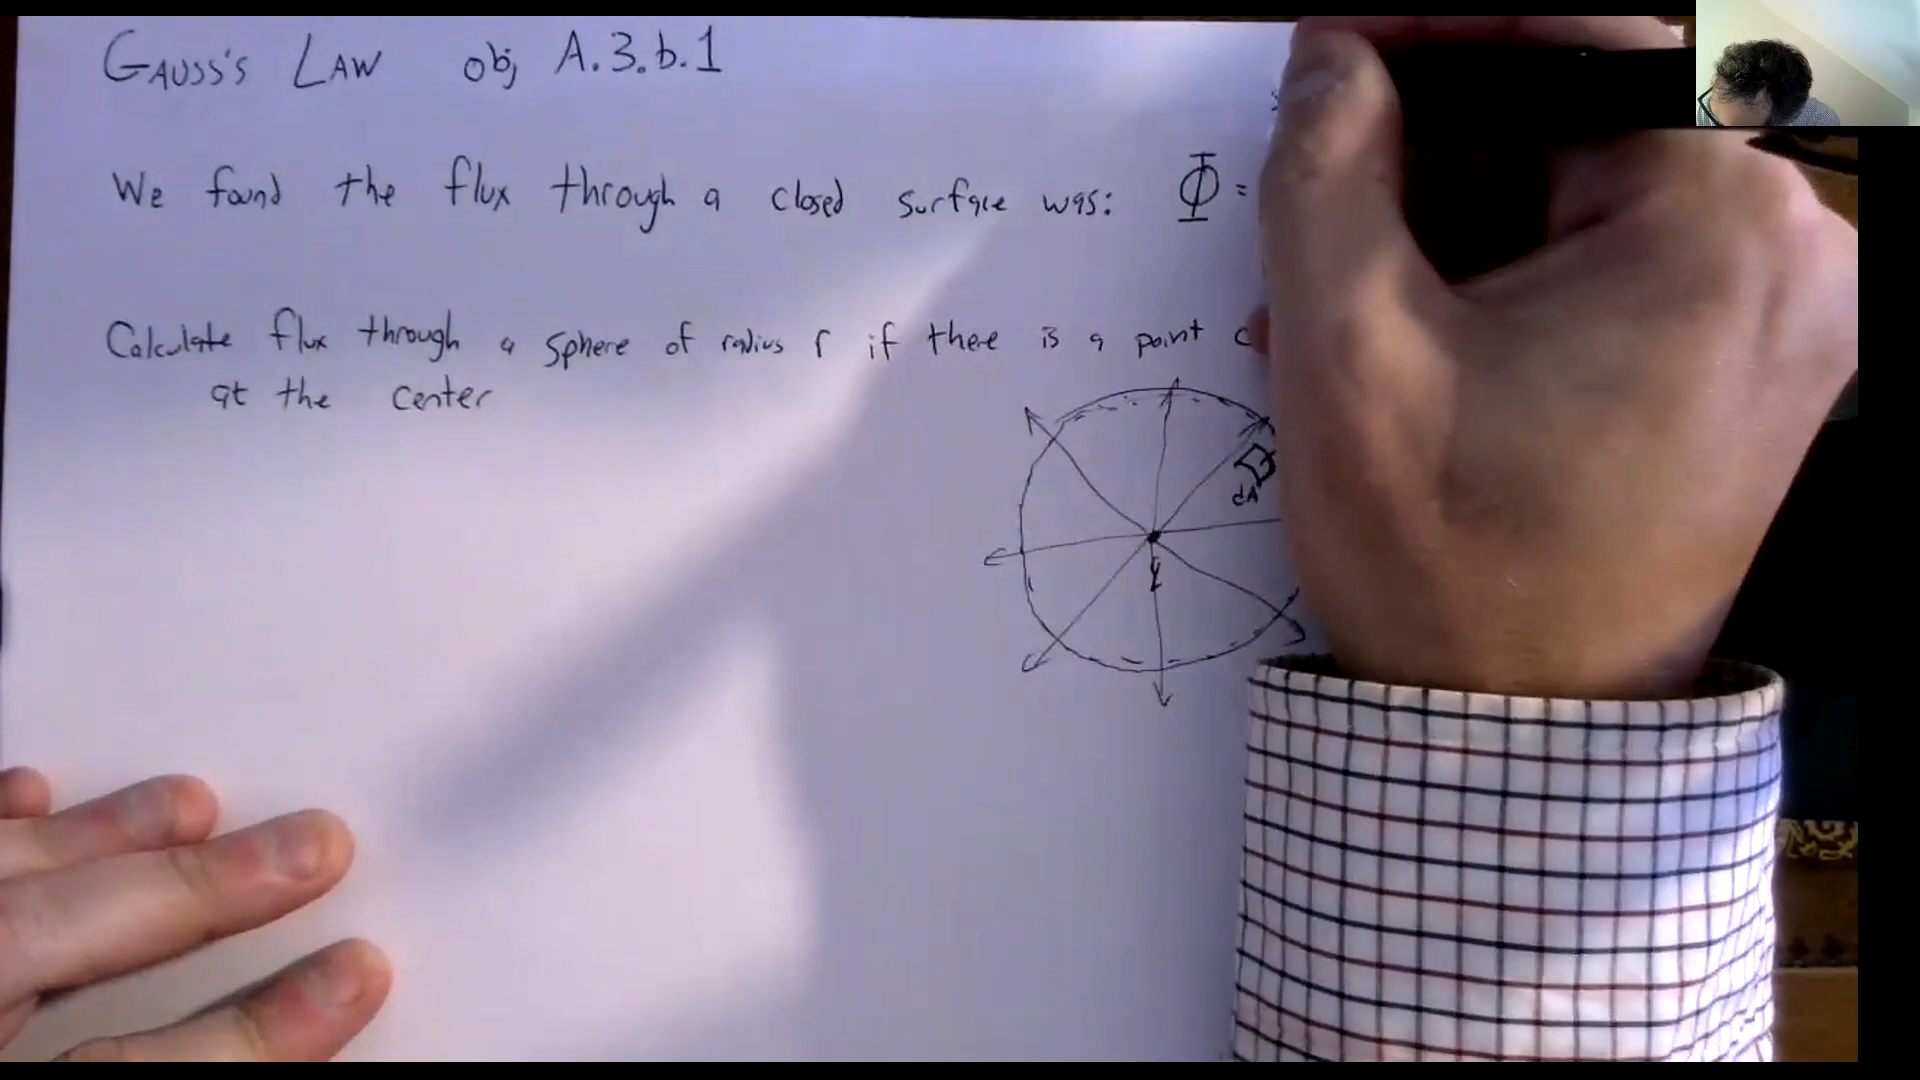 GAUSS'S LAW obj A.3.b.1
We found the flux through a closed surface was: Φ =
Calculate flux through a sphere of radius r if there is a point c
at the center
dA
q